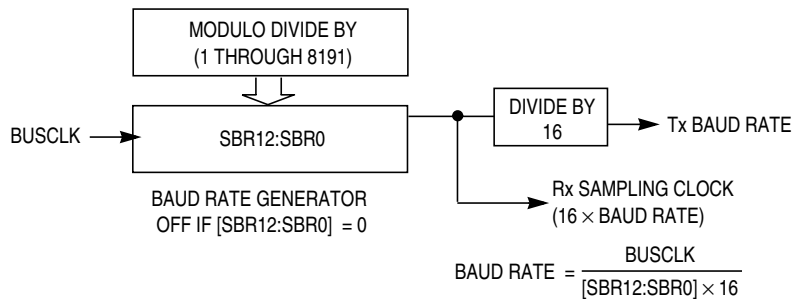 MODULO DIVIDE BY
(1 THROUGH 8191)
BUSCLK
SBR12:SBR0
DIVIDE BY
16
Tx BAUD RATE
BAUD RATE GENERATOR
OFF IF [SBR12:SBR0] = 0
Rx SAMPLING CLOCK
(16 × BAUD RATE)
BAUD RATE =
BUSCLK
[SBR12:SBR0] × 16